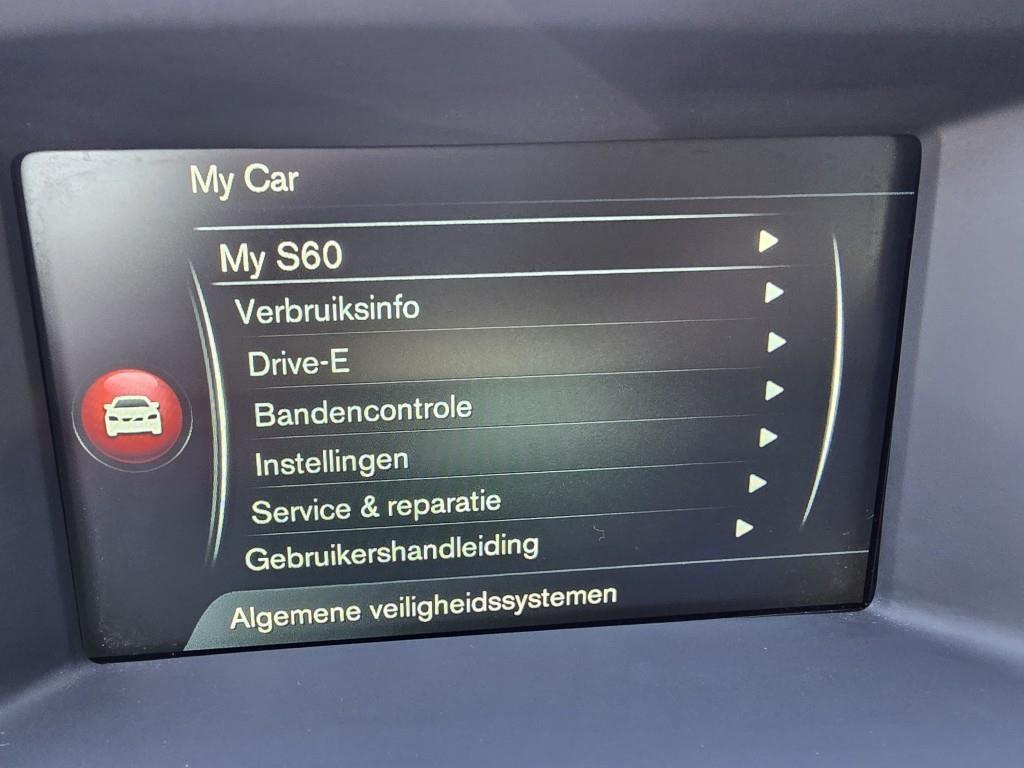 My Car
My S60
Verbruiksinfo
Drive-E
Bandencontrole
Instellingen
Service & reparatie
Gebruikershandleiding
Algemene veiligheidssystemen